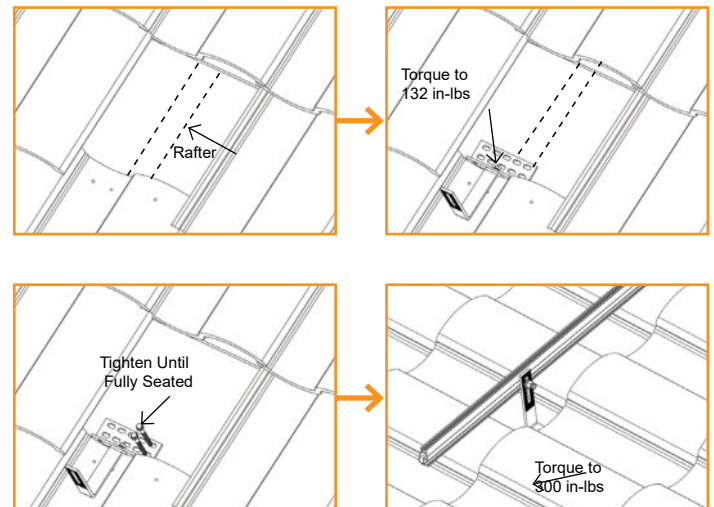 Rafter
Torque to
132 in-lbs
Tighten Until
Fully Seated
Torque to
300 in-lbs